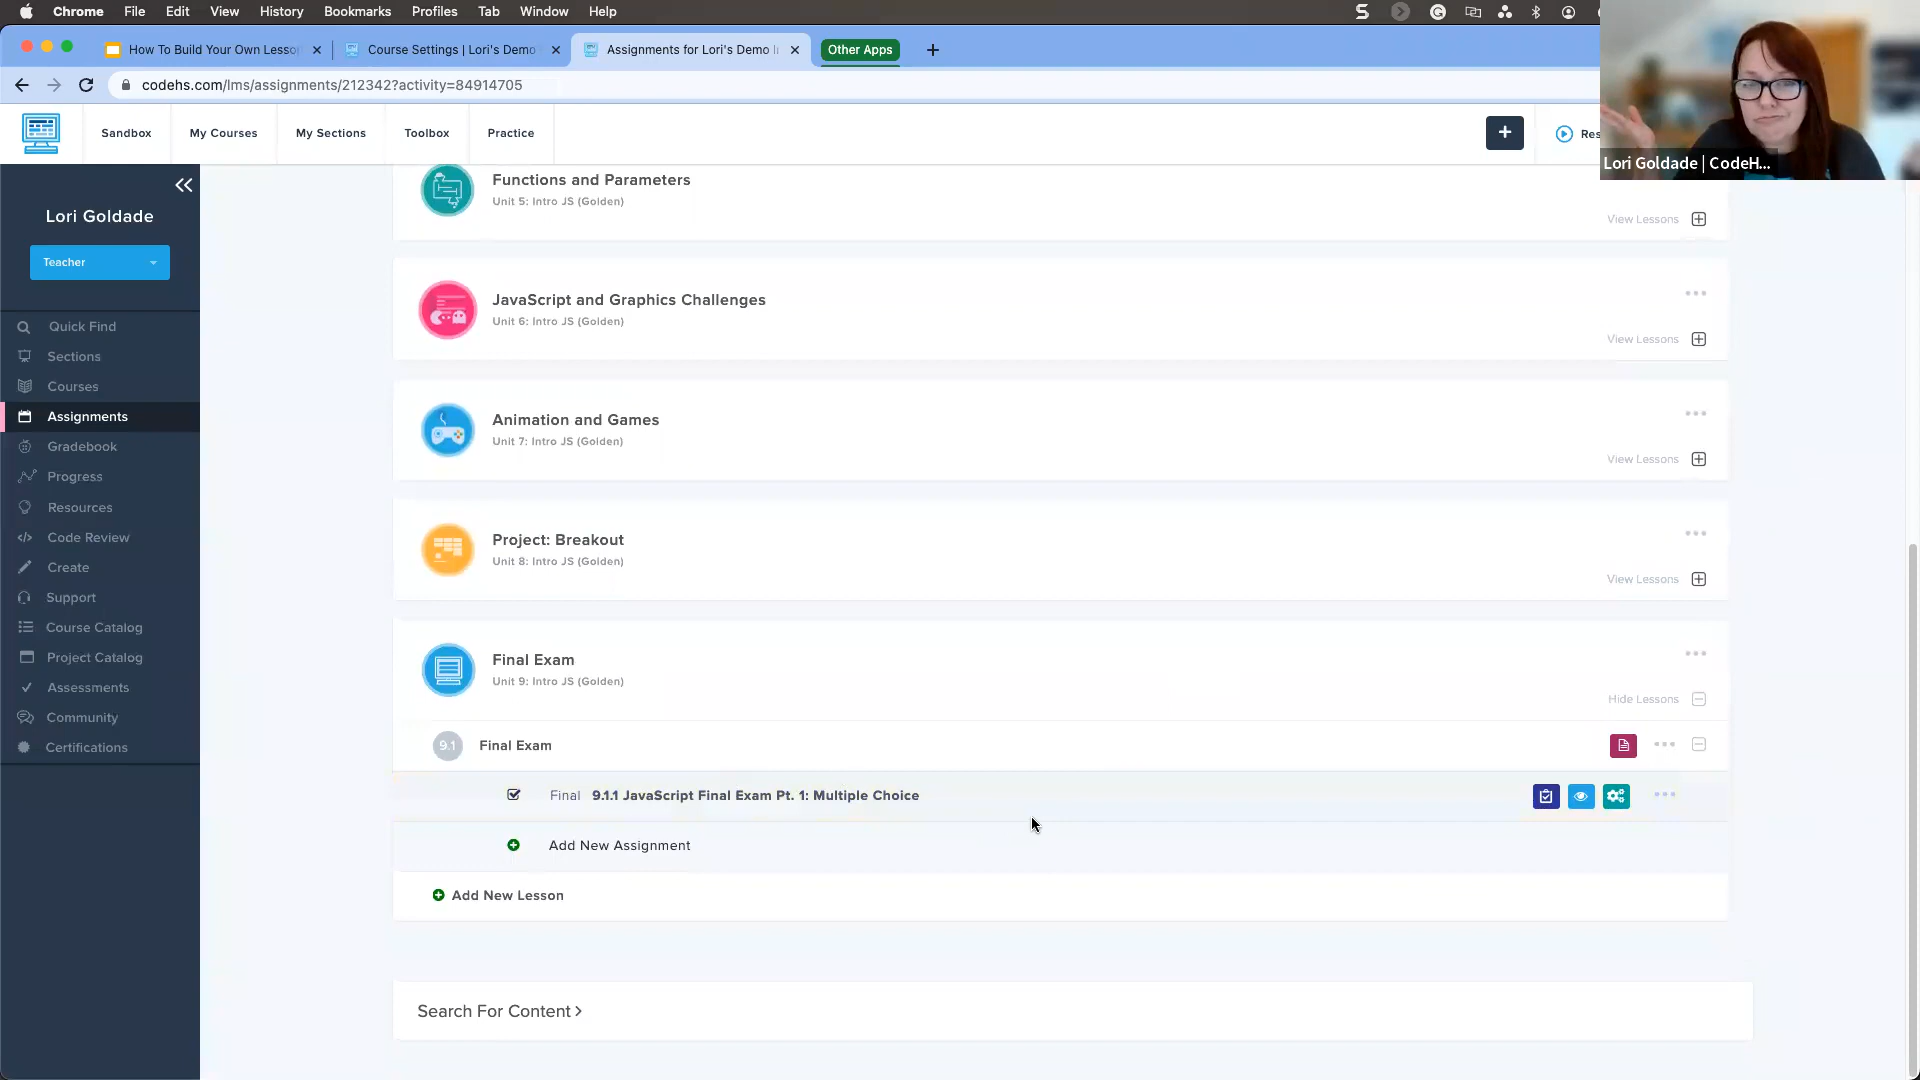 Chrome File Edit View History Bookmarks Profiles Tab Window Help
How To Build Your Own Lesso
Course Settings | Lori's Demo
Assignments for Lori's Demo I
Other Apps
codehs.com/lms/assignments/212342?activity=84914705
Sandbox
My Courses
My Sections
Toolbox
Practice
Res
Lori Goldade | CodeH...
Lori Goldade
Teacher
Quick Find
Sections
Courses
Assignments
Gradebook
Progress
Resources
Code Review
Create
Support
Course Catalog
Project Catalog
Assessments
Community
Certifications
Functions and Parameters
Unit 5: Intro JS (Golden)
View Lessons
JavaScript and Graphics Challenges
Unit 6: Intro JS (Golden)
View Lessons
Animation and Games
Unit 7: Intro JS (Golden)
View Lessons
Project: Breakout
Unit 8: Intro JS (Golden)
View Lessons
Final Exam
Unit 9: Intro JS (Golden)
Hide Lessons
9.1 Final Exam
Final 9.1.1 JavaScript Final Exam Pt. 1: Multiple Choice
Add New Assignment
Add New Lesson
Search For Content >